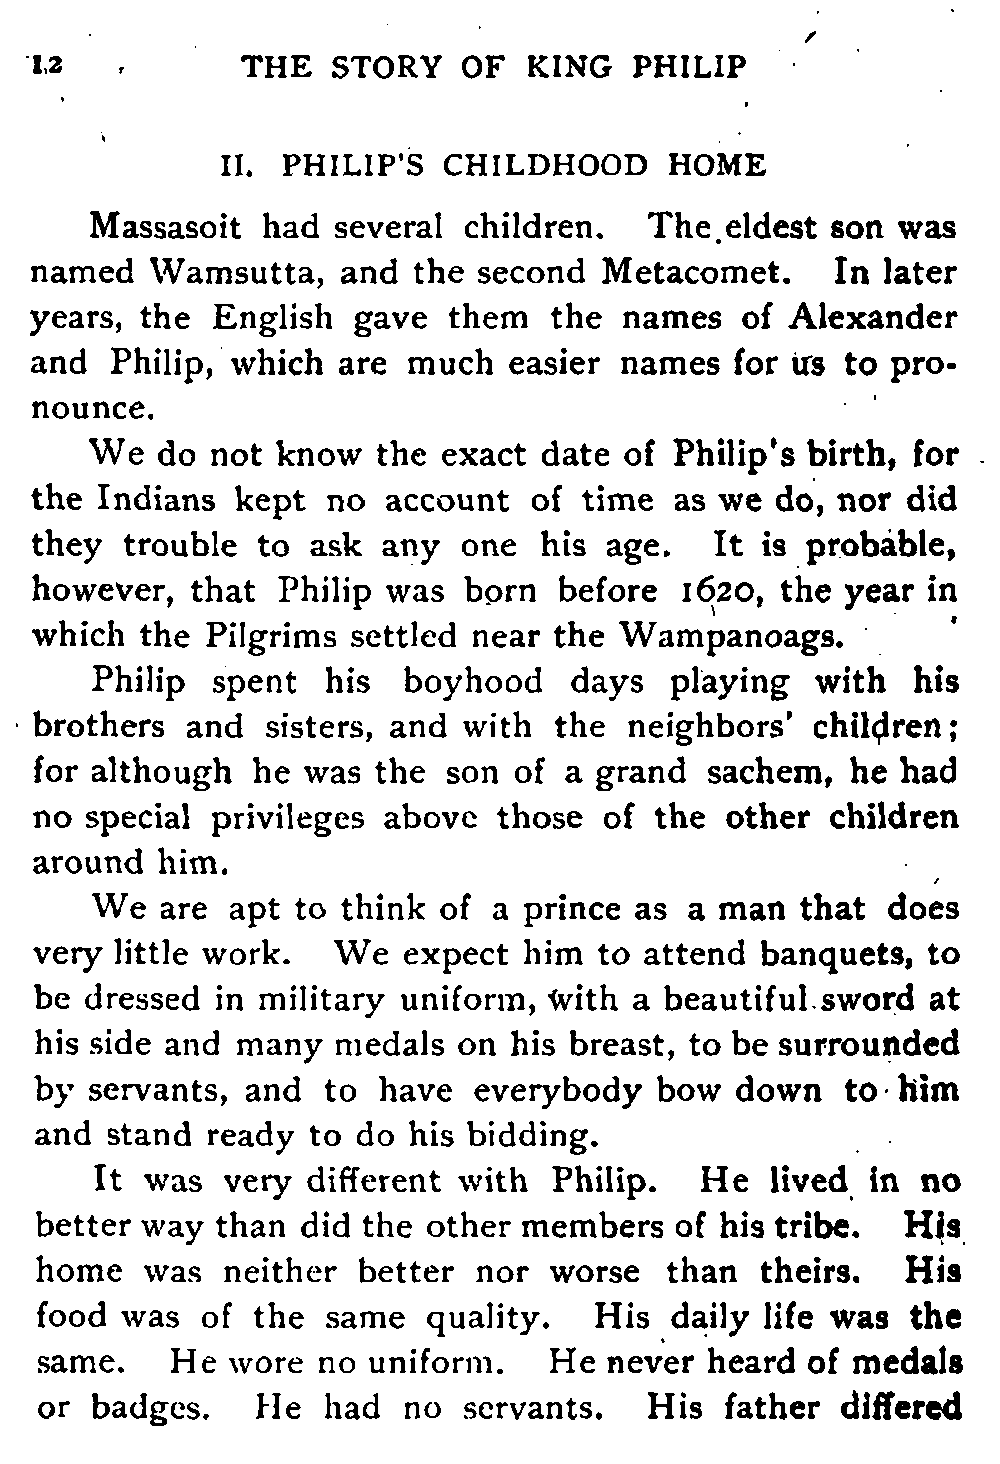 12 THE STORY OF KING PHILIP
II. PHILIP'S CHILDHOOD HOME
Massasoit had several children. The eldest son was
named Wamsutta, and the second Metacomet. In later
years, the English gave them the names of Alexander
and Philip, which are much easier names for us to pro-
nounce.
We do not know the exact date of Philip's birth, for
the Indians kept no account of time as we do, nor did
they trouble to ask any one his age. It is probable,
however, that Philip was born before 1620, the year in
which the Pilgrims settled near the Wampanoags.
Philip spent his boyhood days playing with his
brothers and sisters, and with the neighbors' children;
for although he was the son of a grand sachem, he had
no special privileges above those of the other children
around him.
We are apt to think of a prince as a man that does
very little work. We expect him to attend banquets, to
be dressed in military uniform, with a beautiful sword at
his side and many medals on his breast, to be surrounded
by servants, and to have everybody bow down to him
and stand ready to do his bidding.
It was very different with Philip. He lived in no
better way than did the other members of his tribe. His
home was neither better nor worse than theirs. His
food was of the same quality. His daily life was the
same. He wore no uniform. He never heard of medals
or badges. He had no servants. His father differed